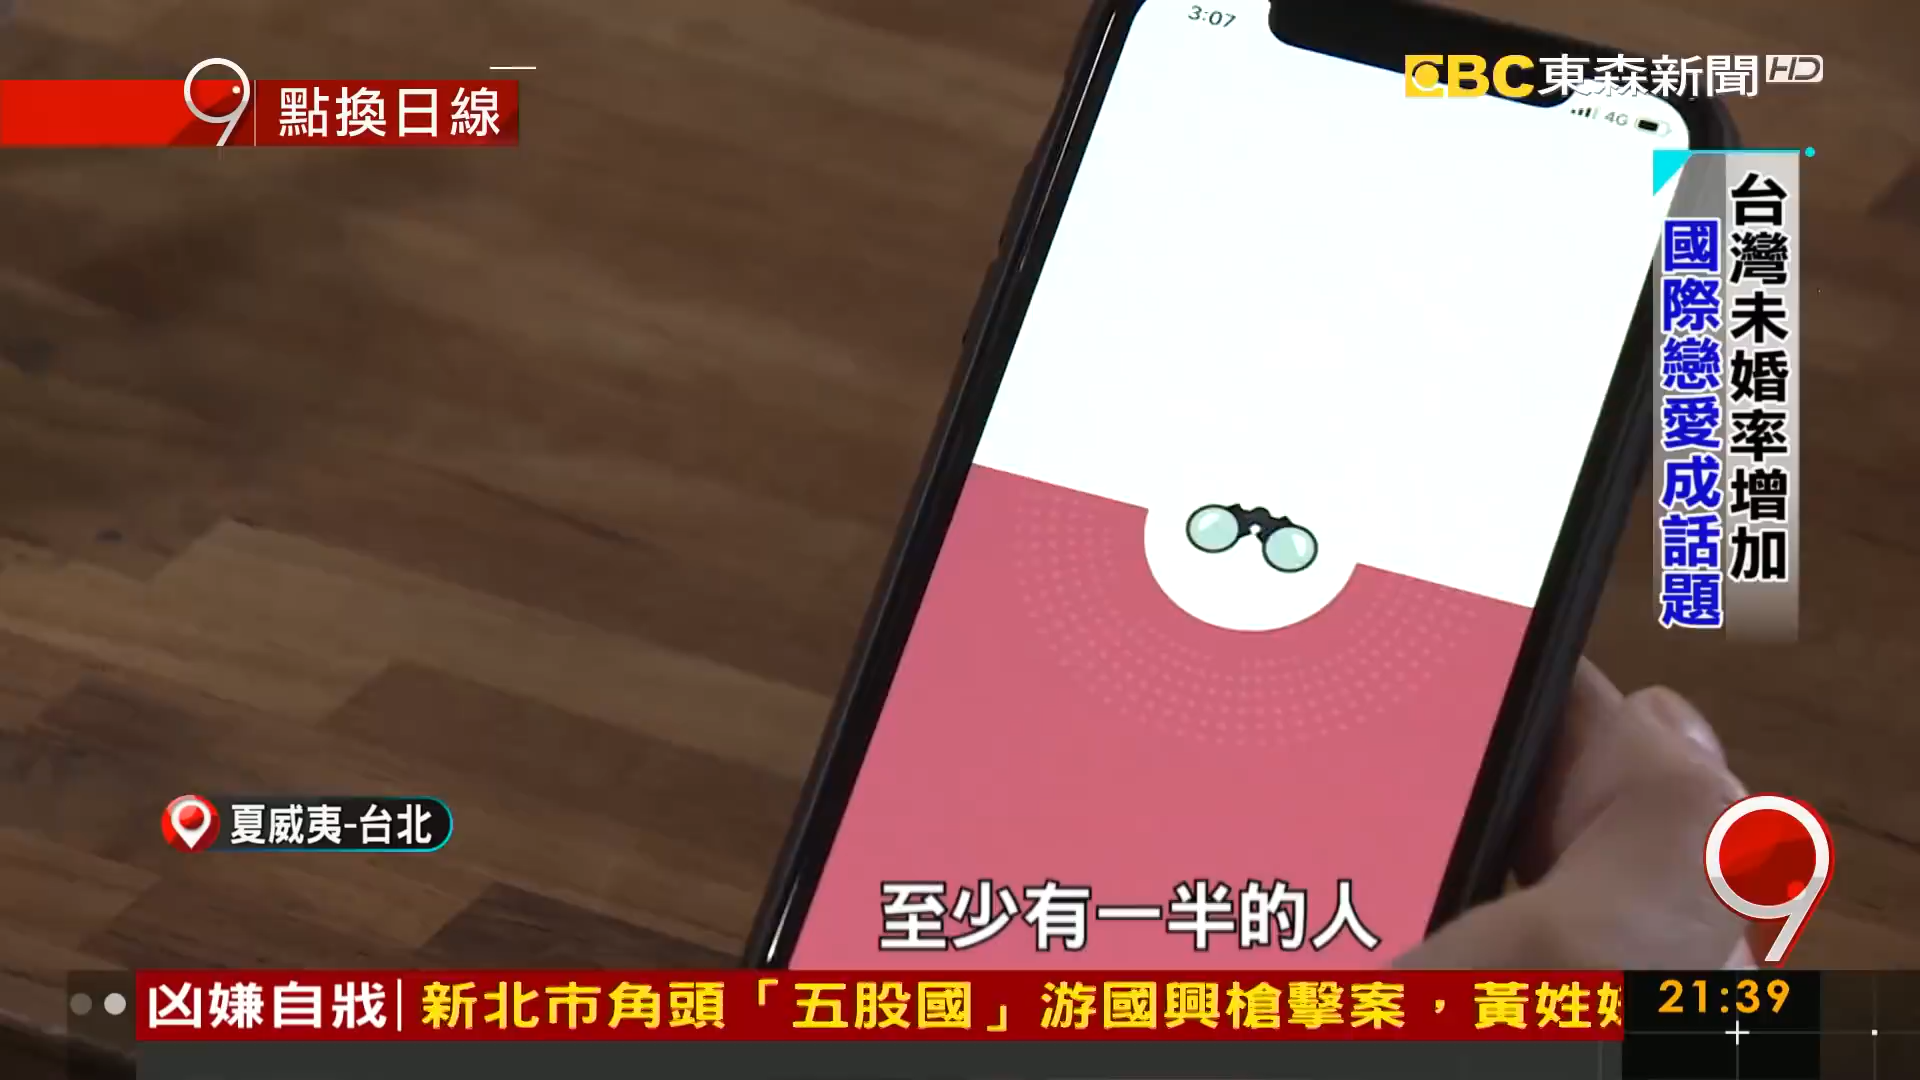 3:07
EBC東森新聞HD
9點換日線
4G
台灣未婚率增加
國際戀愛成話題
夏威夷-台北
至少有一半的人
9
凶嫌自戕 新北市角頭「五股國」游國興槍擊案，黃姓
21:39